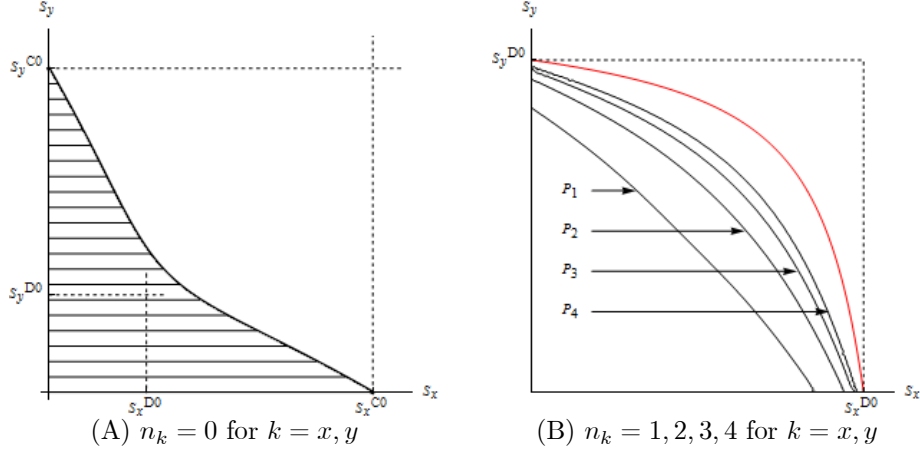 s_y
s_y^C0
s_y^D0
s_x^D0
s_x^C0
s_x
(A) n_k = 0 for k = x, y
s_y
s_y^D0
P_1
P_2
P_3
P_4
s_x^D0
s_x
(B) n_k = 1, 2, 3, 4 for k = x, y